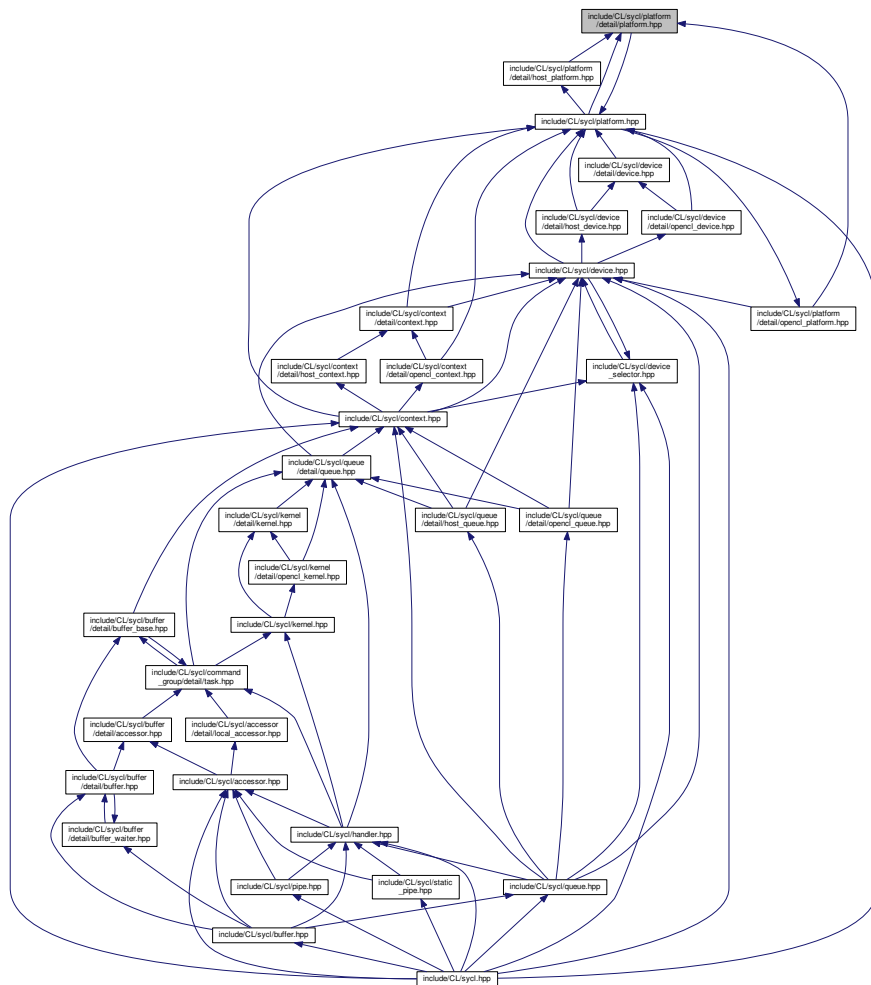 include/CL/sycl/platform
/detail/platform.hpp
include/CL/sycl/platform
/detail/host_platform.hpp
include/CL/sycl/platform.hpp
include/CL/sycl/device
/detail/device.hpp
include/CL/sycl/device
/detail/host_device.hpp
include/CL/sycl/device
/detail/opencl_device.hpp
include/CL/sycl/device.hpp
include/CL/sycl/context
/detail/context.hpp
include/CL/sycl/platform
/detail/opencl_platform.hpp
include/CL/sycl/context
/detail/host_context.hpp
include/CL/sycl/context
/detail/opencl_context.hpp
include/CL/sycl/device
_selector.hpp
include/CL/sycl/context.hpp
include/CL/sycl/queue
/detail/queue.hpp
include/CL/sycl/kernel
/detail/kernel.hpp
include/CL/sycl/queue
/detail/host_queue.hpp
include/CL/sycl/queue
/detail/opencl_queue.hpp
include/CL/sycl/kernel
/detail/opencl_kernel.hpp
include/CL/sycl/buffer
/detail/buffer_base.hpp
include/CL/sycl/kernel.hpp
include/CL/sycl/command
_group/detail/task.hpp
include/CL/sycl/buffer
/detail/accessor.hpp
include/CL/sycl/accessor
/detail/local_accessor.hpp
include/CL/sycl/buffer
/detail/buffer.hpp
include/CL/sycl/accessor.hpp
include/CL/sycl/buffer
/detail/buffer_waiter.hpp
include/CL/sycl/handler.hpp
include/CL/sycl/pipe.hpp
include/CL/sycl/static
_pipe.hpp
include/CL/sycl/queue.hpp
include/CL/sycl/buffer.hpp
include/CL/sycl.hpp